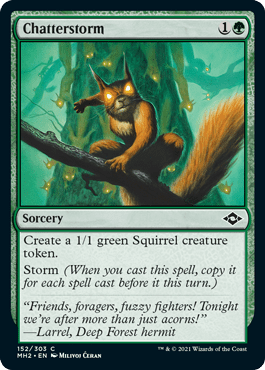 Chatterstorm 1
Sorcery
Create a 1/1 green Squirrel creature
token.
Storm (When you cast this spell, copy it
for each spell cast before it this turn.)
“Friends, foragers, fuzzy fighters! Tonight
we’re after more than just acorns!”
—Larrel, Deep Forest hermit
152/303 C
MH2 • EN Milivoj Ćeran ™ & © 2021 Wizards of the Coast